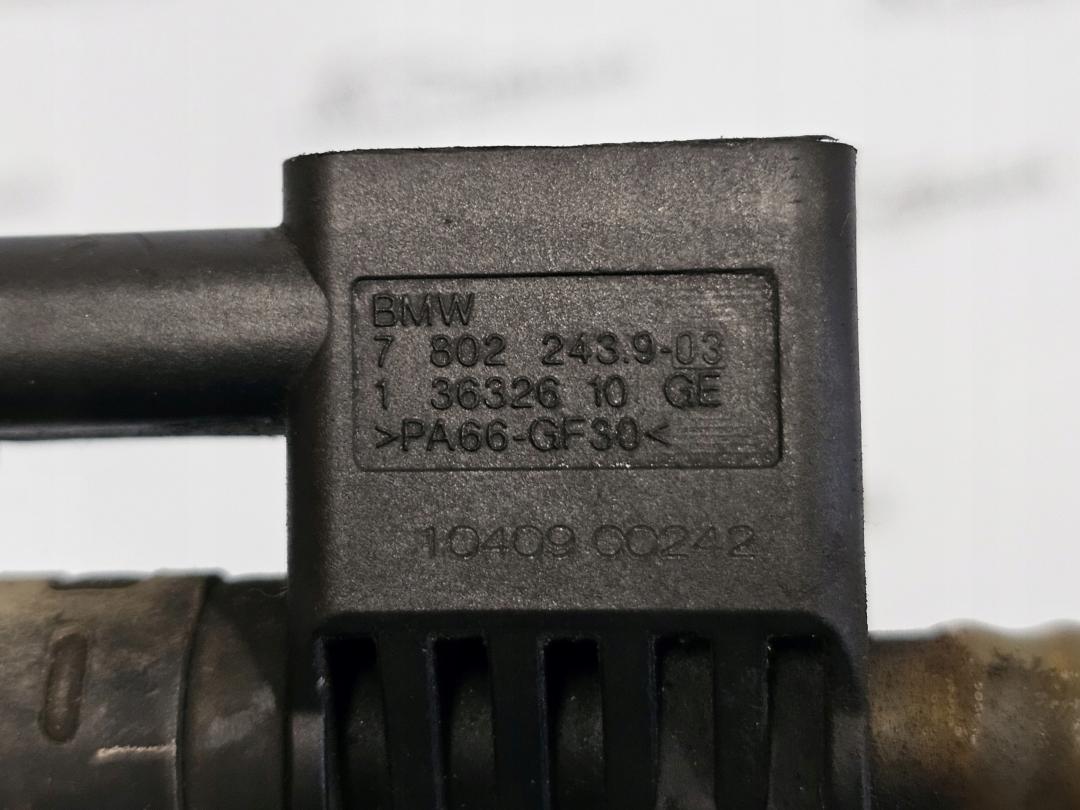 BMW
7 802 243.9-03
1 36326 10 GE
>PA66-GF30<
10409 00242